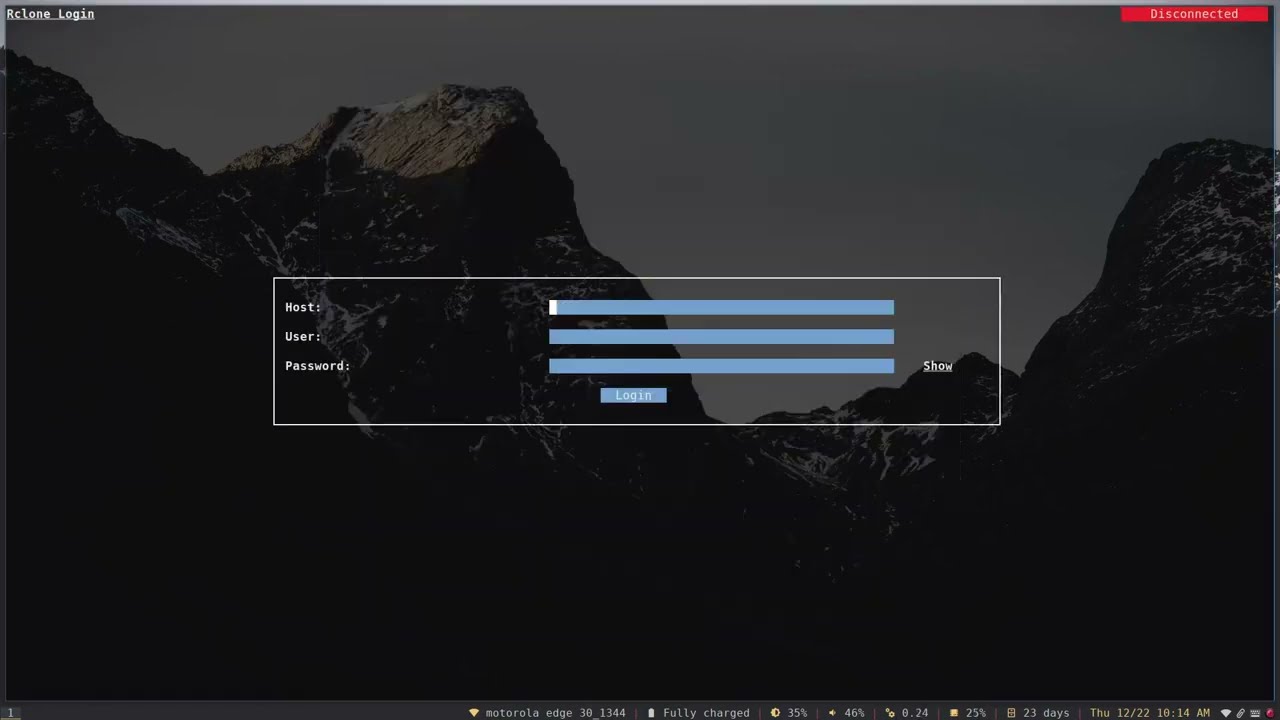 Rclone Login
Disconnected
Host:
User:
Password:
Show
Login
1
motorola edge 30_1344 | Fully charged | 35% | 46% | 0.24 | 25% | 23 days | Thu 12/22 10:14 AM